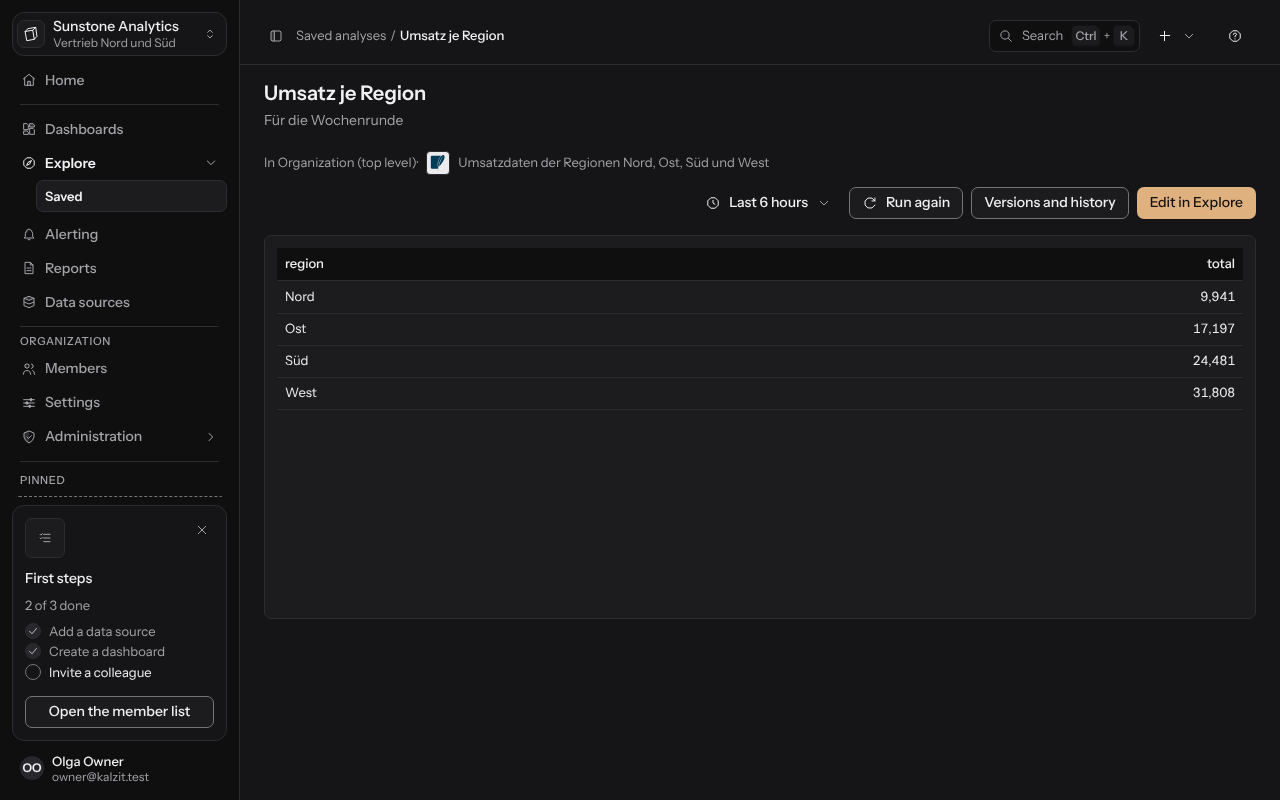 Sunstone Analytics
Vertrieb Nord und Süd
Home
Dashboards
Explore
Saved
Alerting
Reports
Data sources
ORGANIZATION
Members
Settings
Administration
PINNED
First steps
2 of 3 done
Add a data source
Create a dashboard
Invite a colleague
Open the member list
OO
Olga Owner
owner@kalzit.test
Saved analyses / Umsatz je Region
Search Ctrl + K
Umsatz je Region
Für die Wochenrunde
In Organization (top level)· Umsatzdaten der Regionen Nord, Ost, Süd und West
Last 6 hours Run again Versions and history Edit in Explore
region total
Nord 9,941
Ost 17,197
Süd 24,481
West 31,808